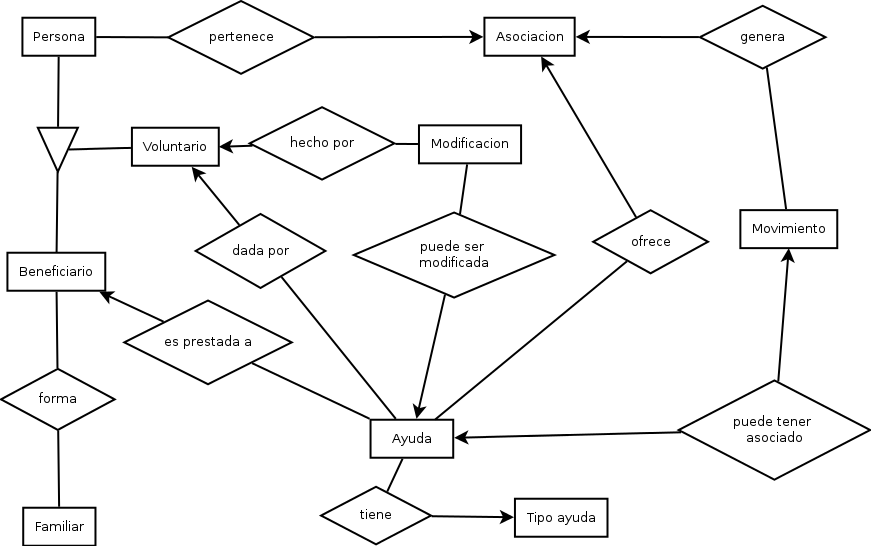 Persona
pertenece
Asociacion
genera
Voluntario
hecho por
Modificacion
dada por
puede ser
modificada
ofrece
Movimiento
Beneficiario
es prestada a
forma
Ayuda
puede tener
asociado
Familiar
tiene
Tipo ayuda